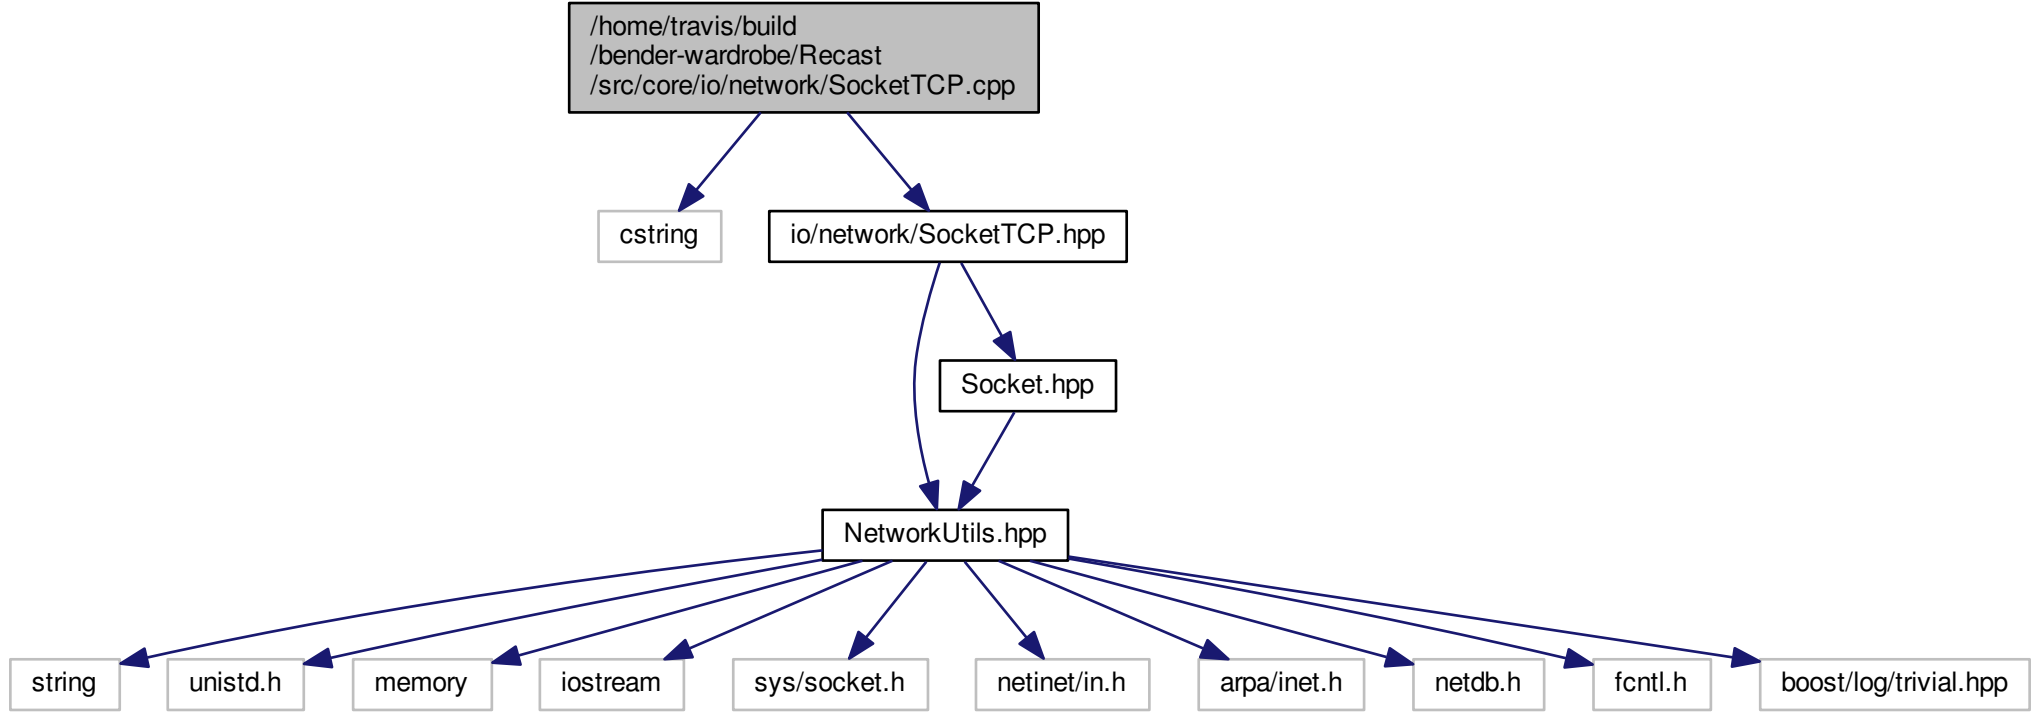 /home/travis/build
/bender-wardrobe/Recast
/src/core/io/network/SocketTCP.cpp
cstring
io/network/SocketTCP.hpp
Socket.hpp
NetworkUtils.hpp
string
unistd.h
memory
iostream
sys/socket.h
netinet/in.h
arpa/inet.h
netdb.h
fcntl.h
boost/log/trivial.hpp